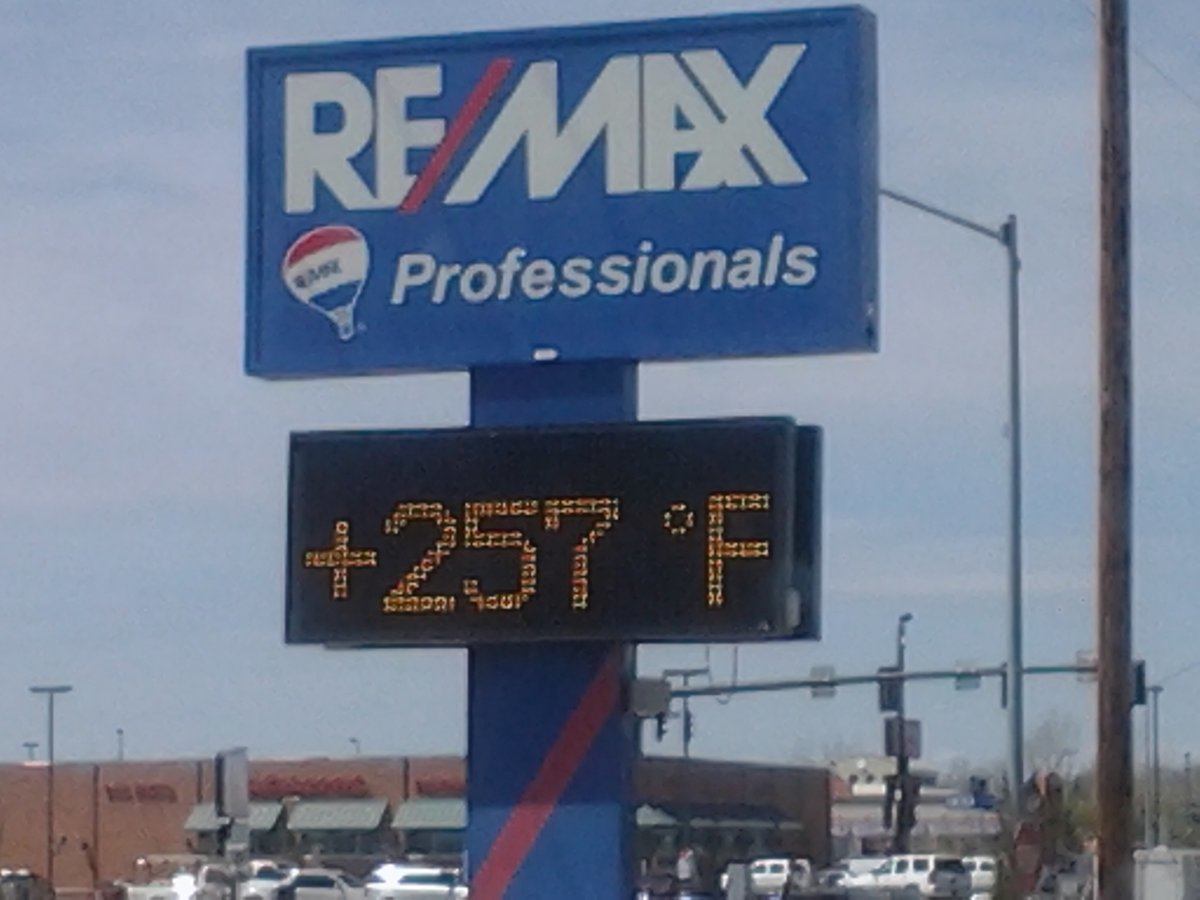 RE/MAX
RE/MAX
Professionals
+257 °F